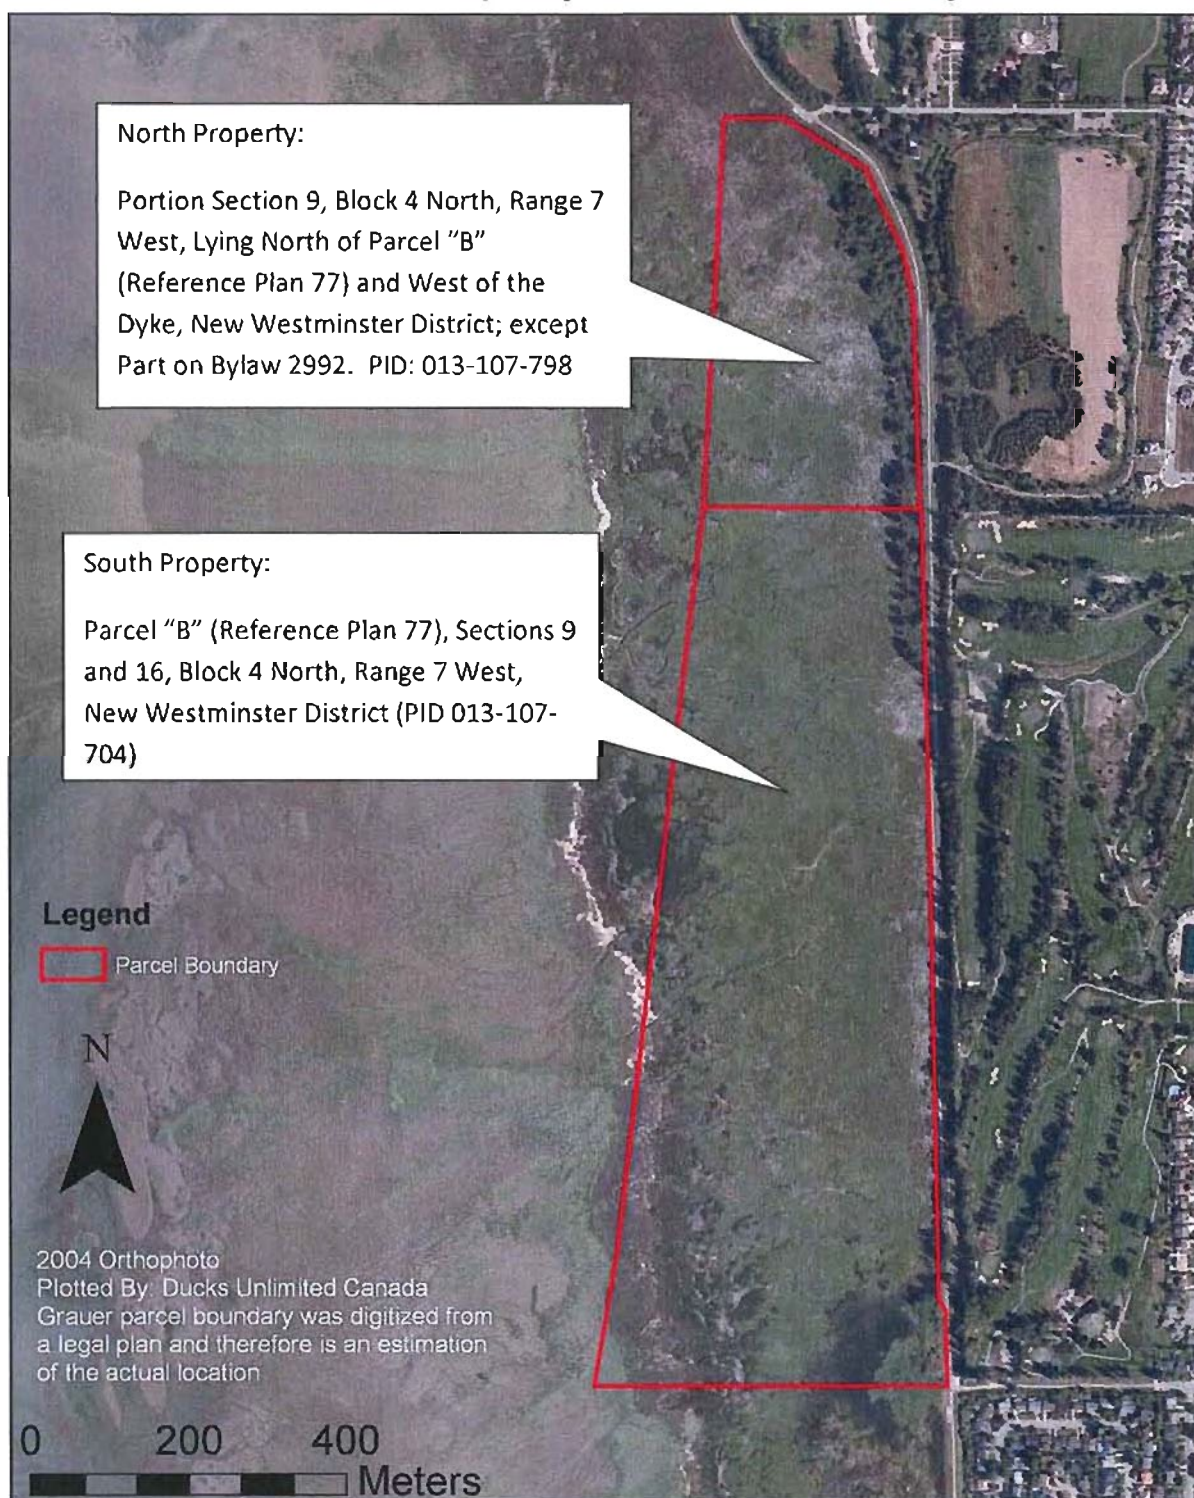 North Property:
Portion Section 9, Block 4 North, Range 7
West, Lying North of Parcel "B"
(Reference Plan 77) and West of the
Dyke, New Westminster District; except
Part on Bylaw 2992. PID: 013-107-798
South Property:
Parcel "B" (Reference Plan 77), Sections 9
and 16, Block 4 North, Range 7 West,
New Westminster District (PID 013-107-
704)
Legend
Parcel Boundary
N
2004 Orthophoto
Plotted By: Ducks Unlimited Canada
Grauer parcel boundary was digitized from
a legal plan and therefore is an estimation
of the actual location
0 200 400
Meters